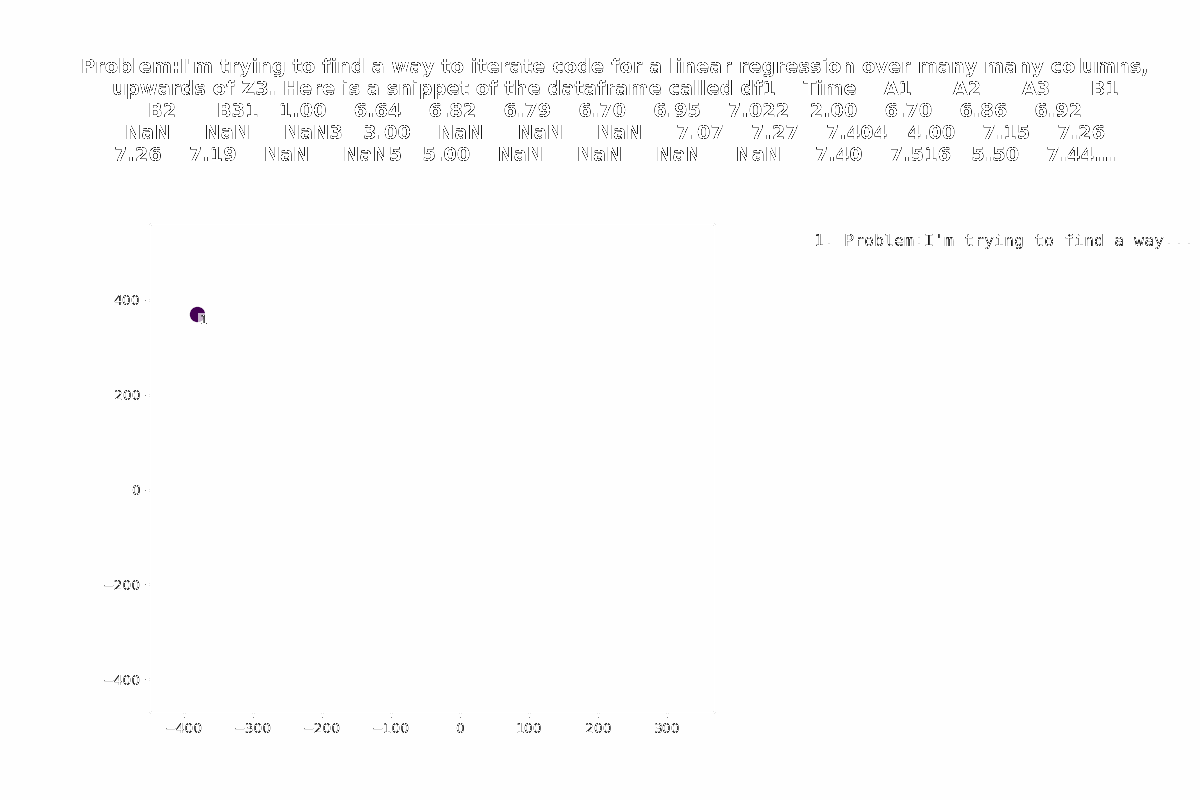 Problem:I'm trying to find a way to iterate code for a linear regression over many many columns,
upwards of Z3. Here is a snippet of the dataframe called df1    Time    A1      A2      A3      B1
B2      B31   1.00    6.64    6.82    6.79    6.70    6.95    7.022   2.00    6.70    6.86    6.92
NaN     NaN     NaN3   3.00    NaN     NaN     NaN     7.07    7.27    7.404   4.00    7.15    7.26
7.26    7.19    NaN     NaN5   5.00    NaN     NaN     NaN     NaN     7.40    7.516   5.50    7.44...
1. Problem:I'm trying to find a way...
400
1
200
0
−200
−400
−400 −300 −200 −100 0 100 200 300